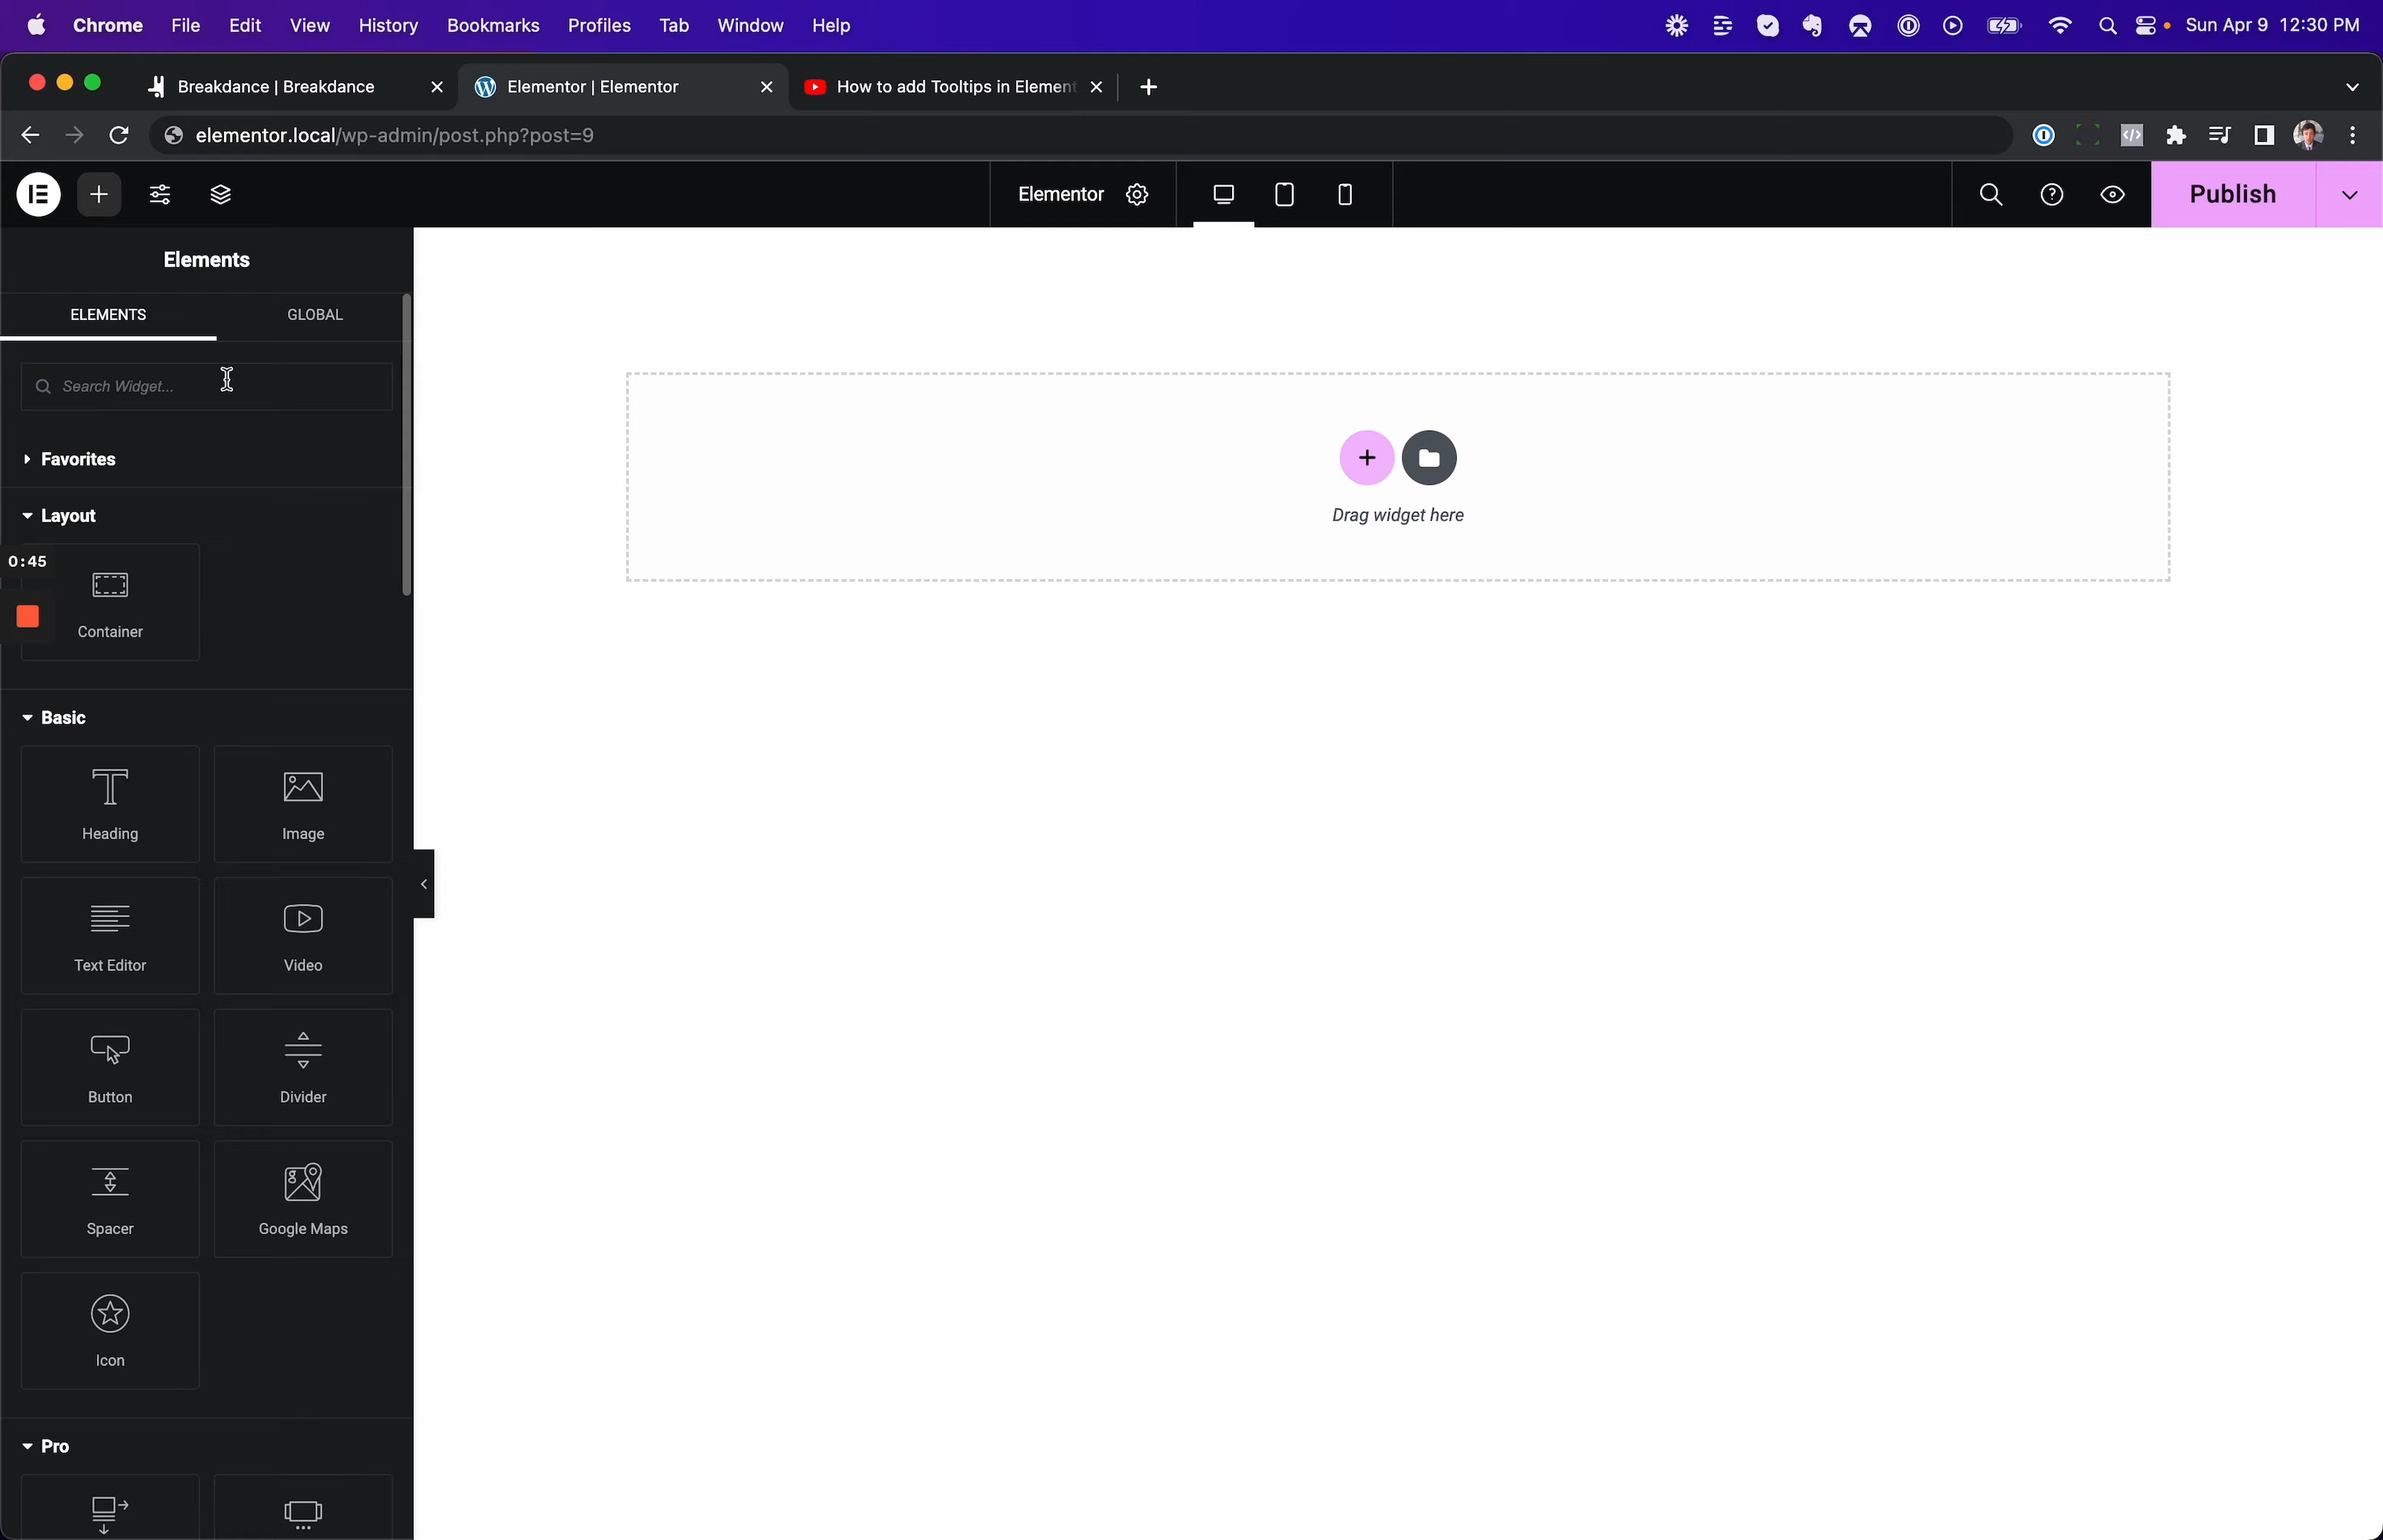 Chrome File Edit View History Bookmarks Profiles Tab Window Help Sun Apr 9 12:30 PM
Breakdance | Breakdance Elementor | Elementor How to add Tooltips in Element
elementor.local/wp-admin/post.php?post=9
Elementor Publish
Elements
ELEMENTS GLOBAL
Search Widget...
Favorites
Layout
0:45
Container
Drag widget here
Basic
Heading Image
Text Editor Video
Button Divider
Spacer Google Maps
Icon
Pro